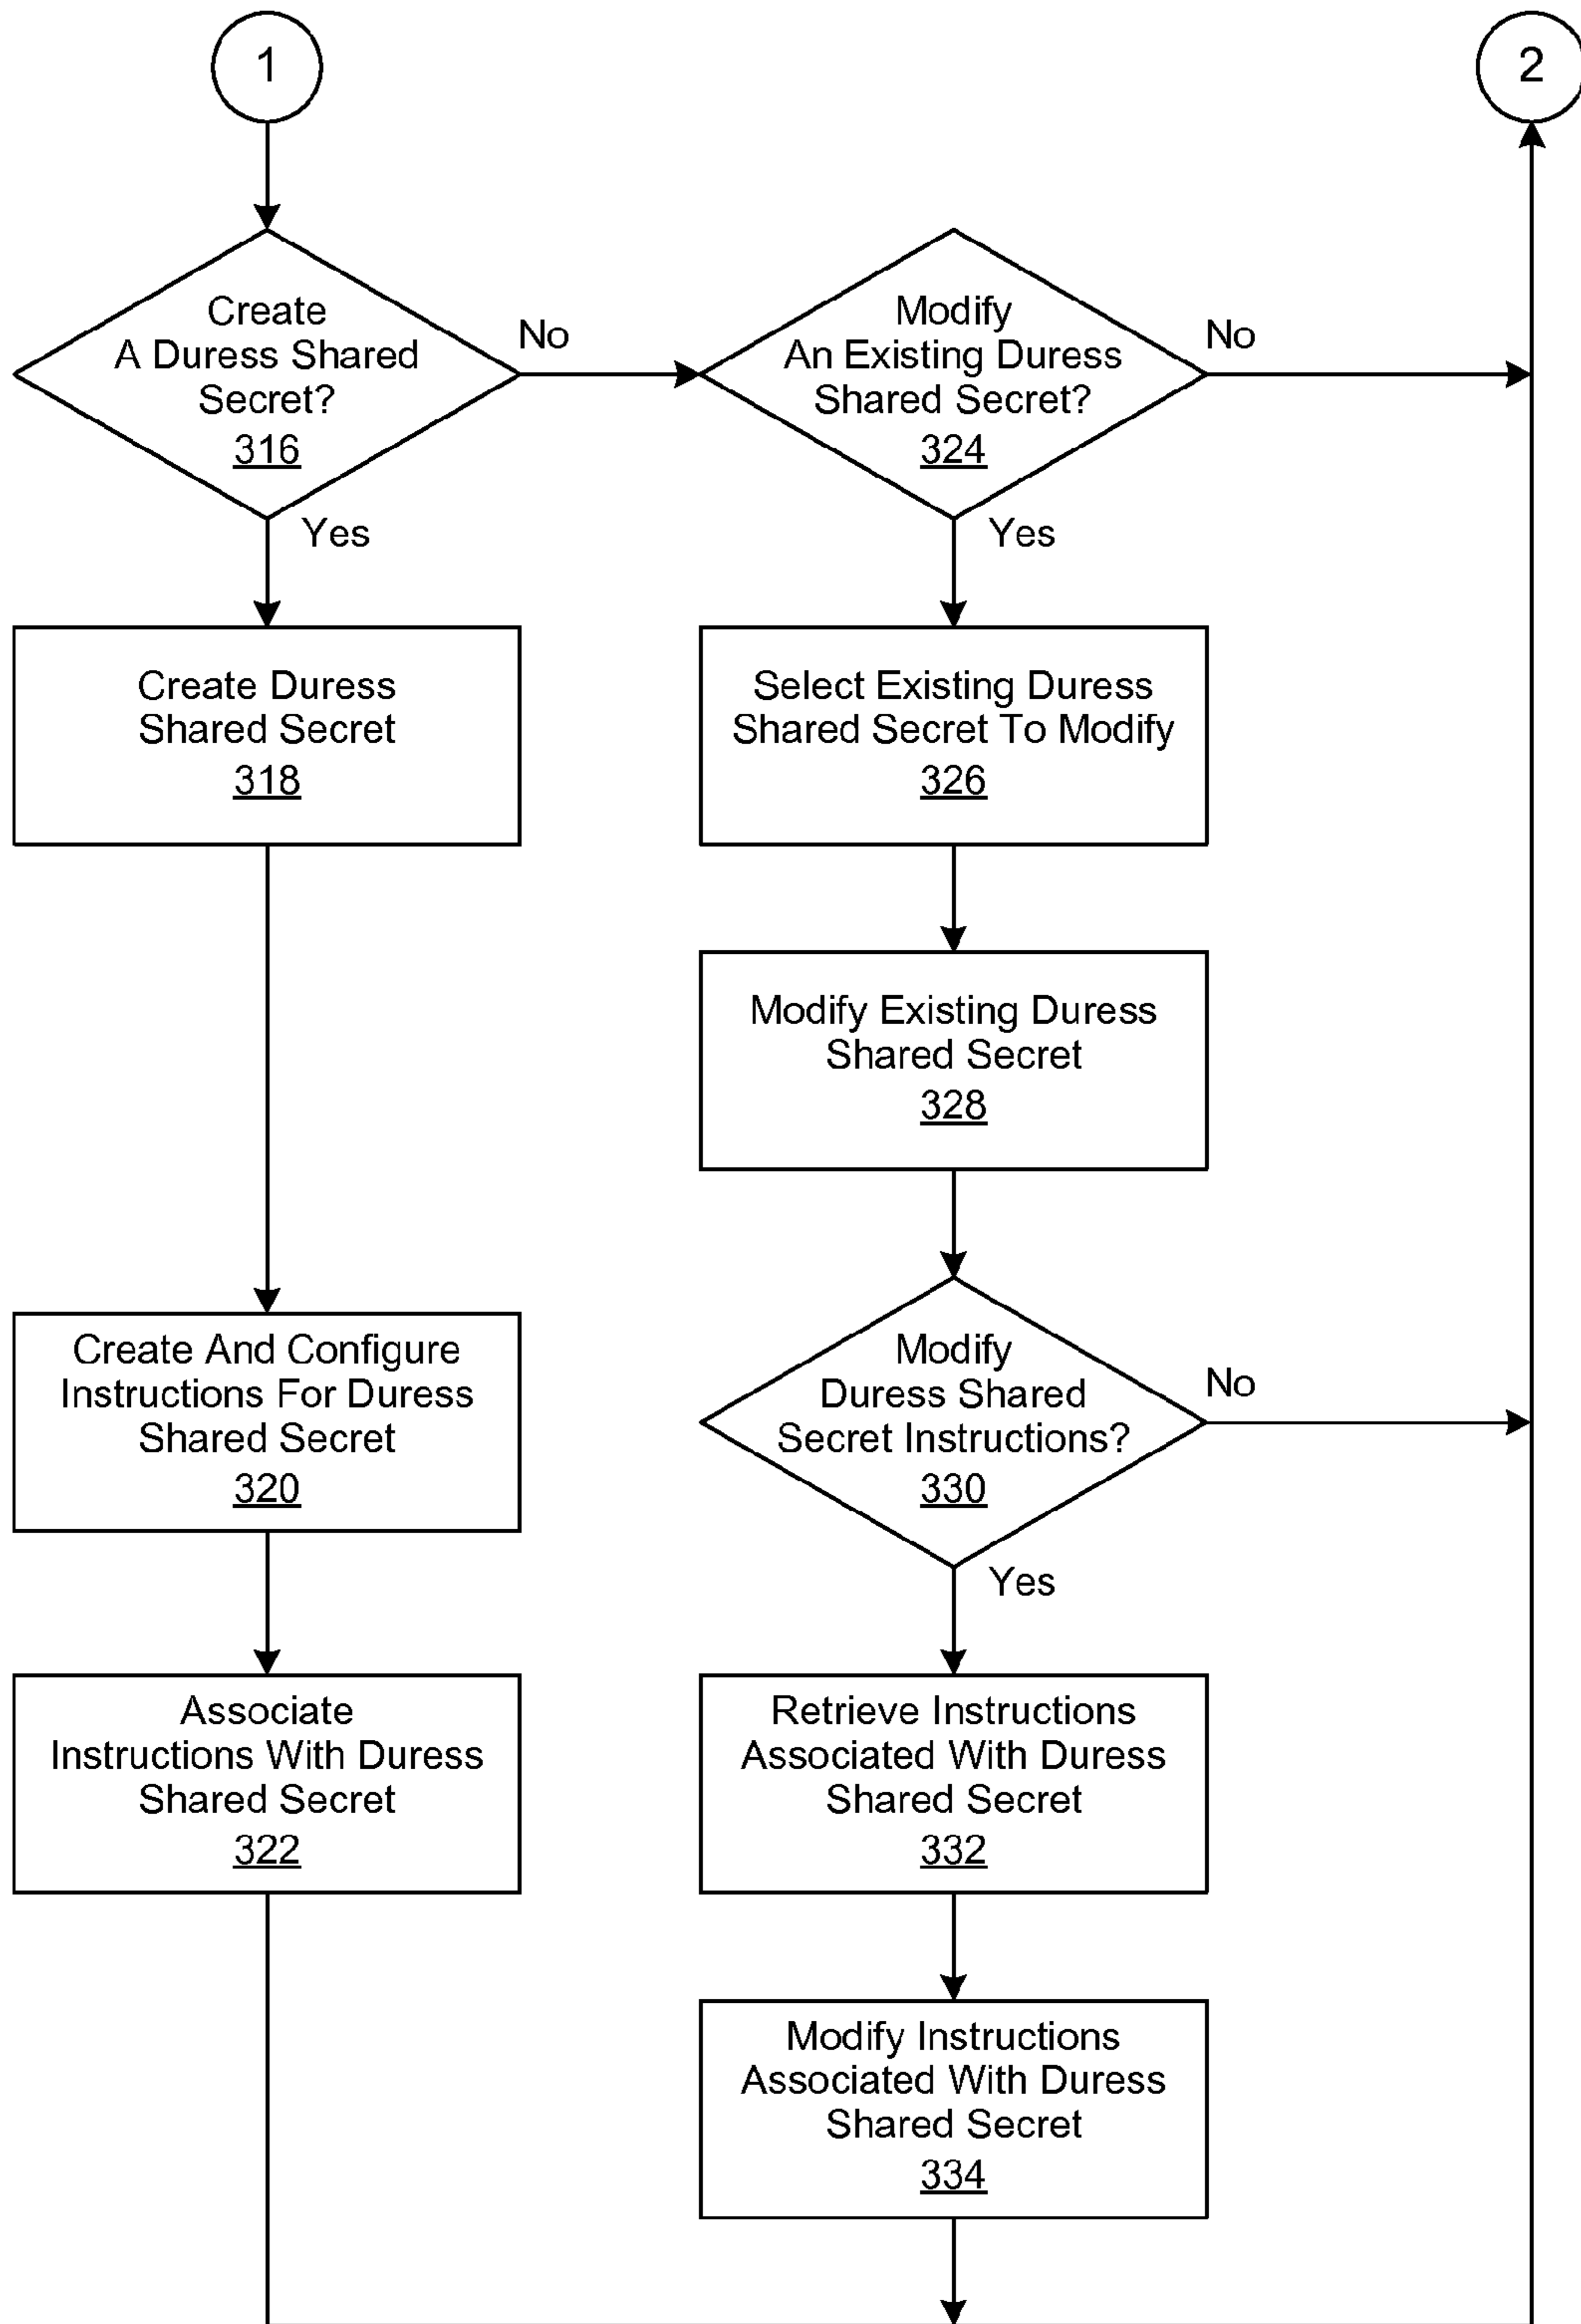 1
2
Create
A Duress Shared
Secret?
316
No
Modify
An Existing Duress
Shared Secret?
324
No
Yes
Yes
Create Duress
Shared Secret
318
Select Existing Duress
Shared Secret To Modify
326
Modify Existing Duress
Shared Secret
328
Create And Configure
Instructions For Duress
Shared Secret
320
Modify
Duress Shared
Secret Instructions?
330
No
Yes
Associate
Instructions With Duress
Shared Secret
322
Retrieve Instructions
Associated With Duress
Shared Secret
332
Modify Instructions
Associated With Duress
Shared Secret
334